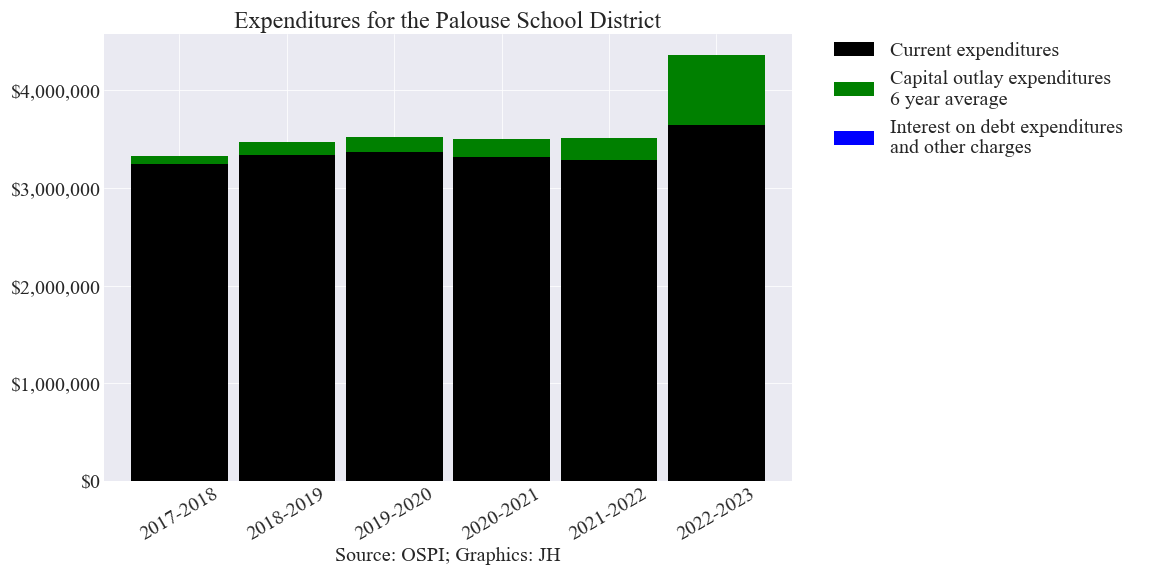 Expenditures for the Palouse School District
Current expenditures
Capital outlay expenditures
6 year average
Interest on debt expenditures
and other charges
$4,000,000
$3,000,000
$2,000,000
$1,000,000
$0
2017-2018
2018-2019
2019-2020
2020-2021
2021-2022
2022-2023
Source: OSPI; Graphics: JH